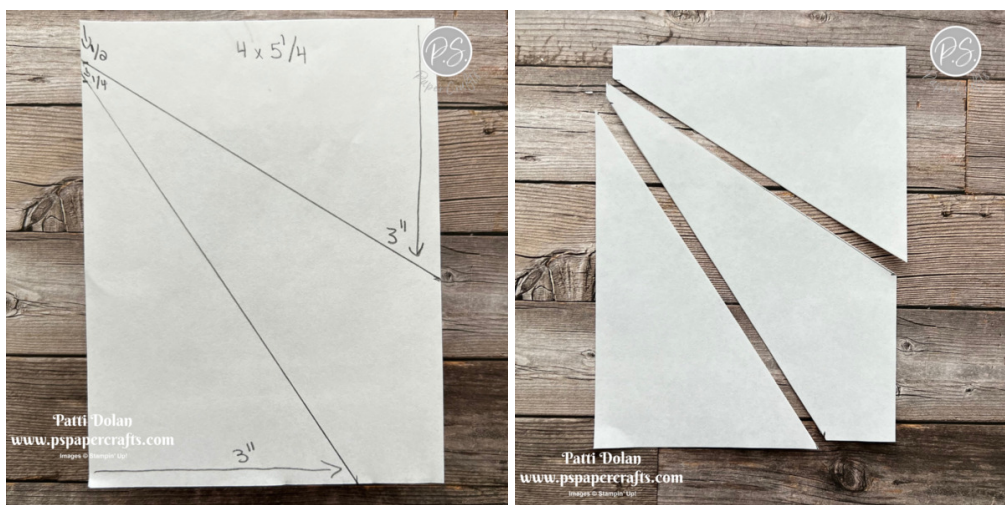 1/2
4 x 5 1/4
P.S.
1/4
3"
3"
Patti Dolan
www.pspapercrafts.com
Images © Stampin' Up!
P.S.
Patti Dolan
www.pspapercrafts.com
Images © Stampin' Up!